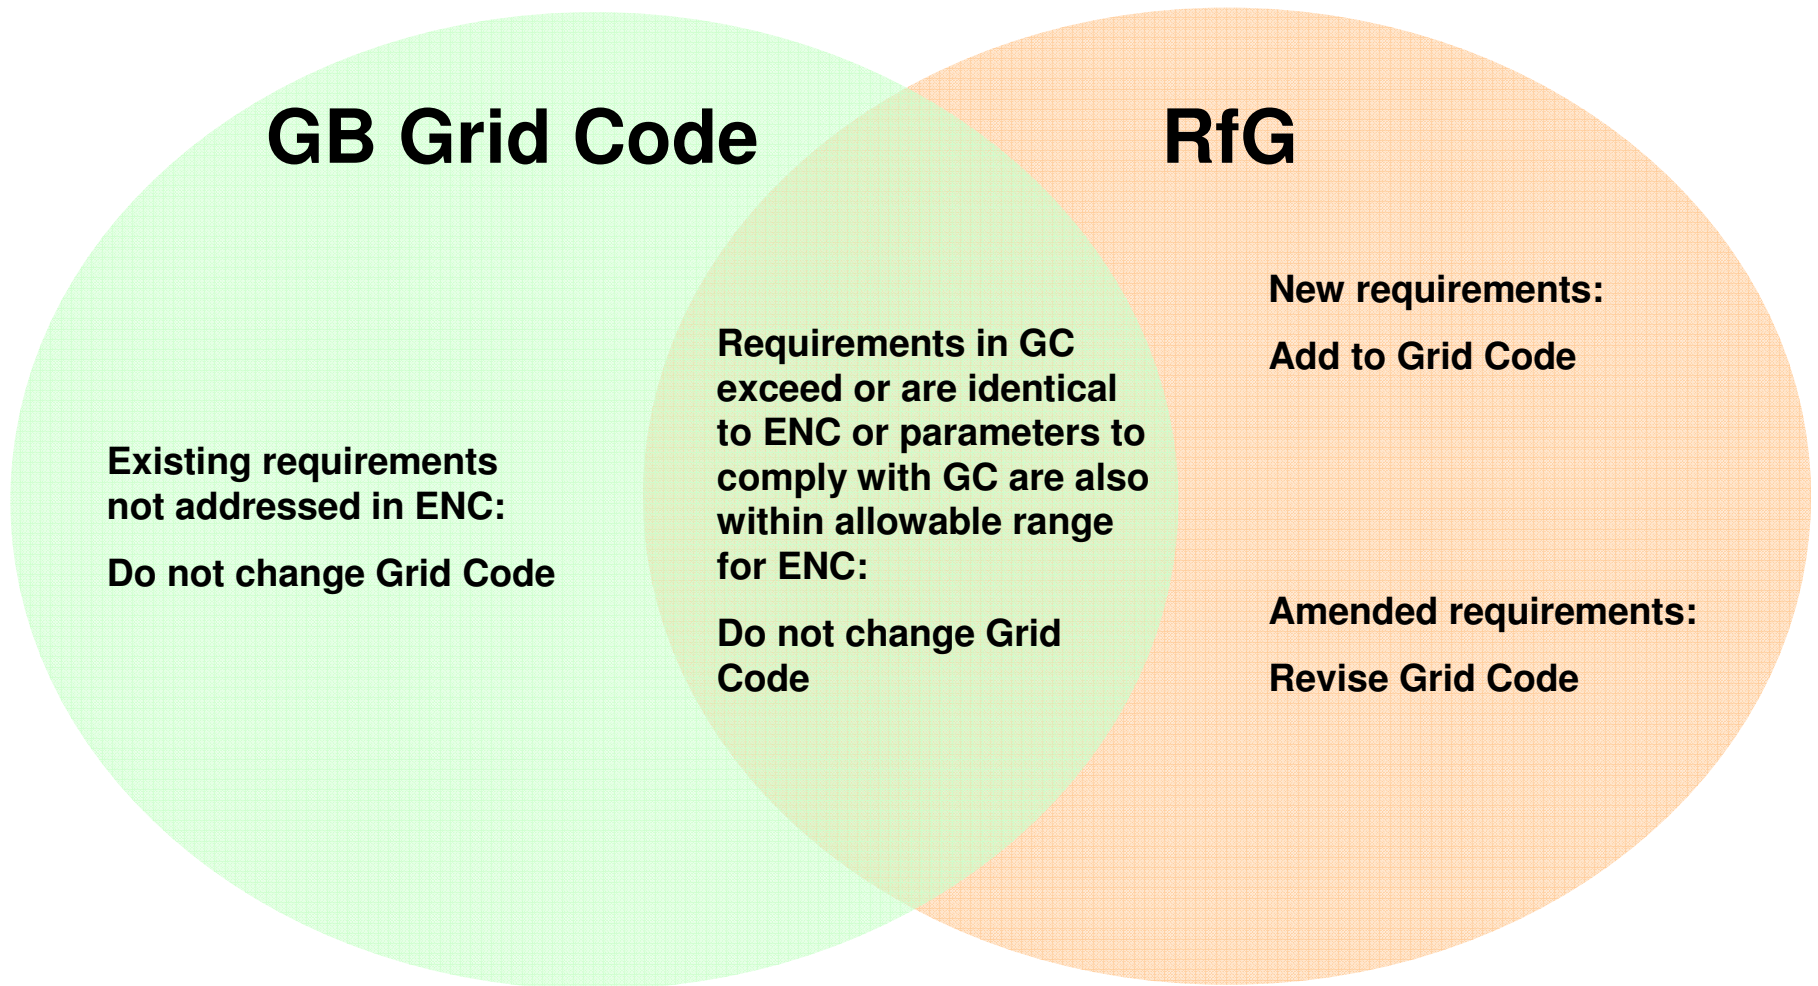 GB Grid Code
RfG
Existing requirements
not addressed in ENC:
Do not change Grid Code
Requirements in GC
exceed or are identical
to ENC or parameters to
comply with GC are also
within allowable range
for ENC:
Do not change Grid
Code
New requirements:
Add to Grid Code
Amended requirements:
Revise Grid Code